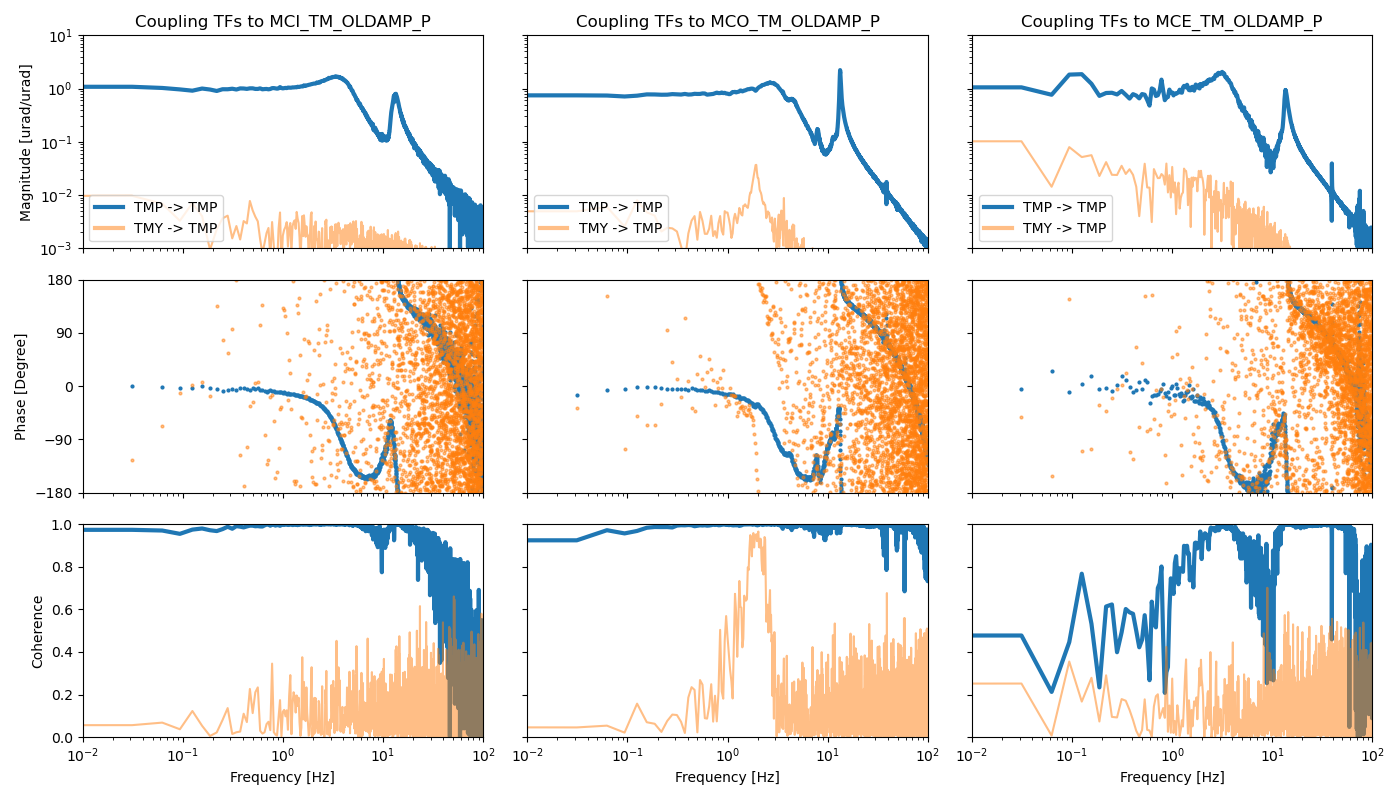 Coupling TFs to MCI_TM_OLDAMP_P
Coupling TFs to MCO_TM_OLDAMP_P
Coupling TFs to MCE_TM_OLDAMP_P
Magnitude [urad/urad]
10^1
10^0
10^-1
10^-2
10^-3
TMP -> TMP
TMY -> TMP
TMP -> TMP
TMY -> TMP
TMP -> TMP
TMY -> TMP
Phase [Degree]
180
90
0
−90
−180
Coherence
1.0
0.8
0.6
0.4
0.2
0.0
10^-2 10^-1 10^0 10^1 10^2
10^-2 10^-1 10^0 10^1 10^2
10^-2 10^-1 10^0 10^1 10^2
Frequency [Hz]
Frequency [Hz]
Frequency [Hz]